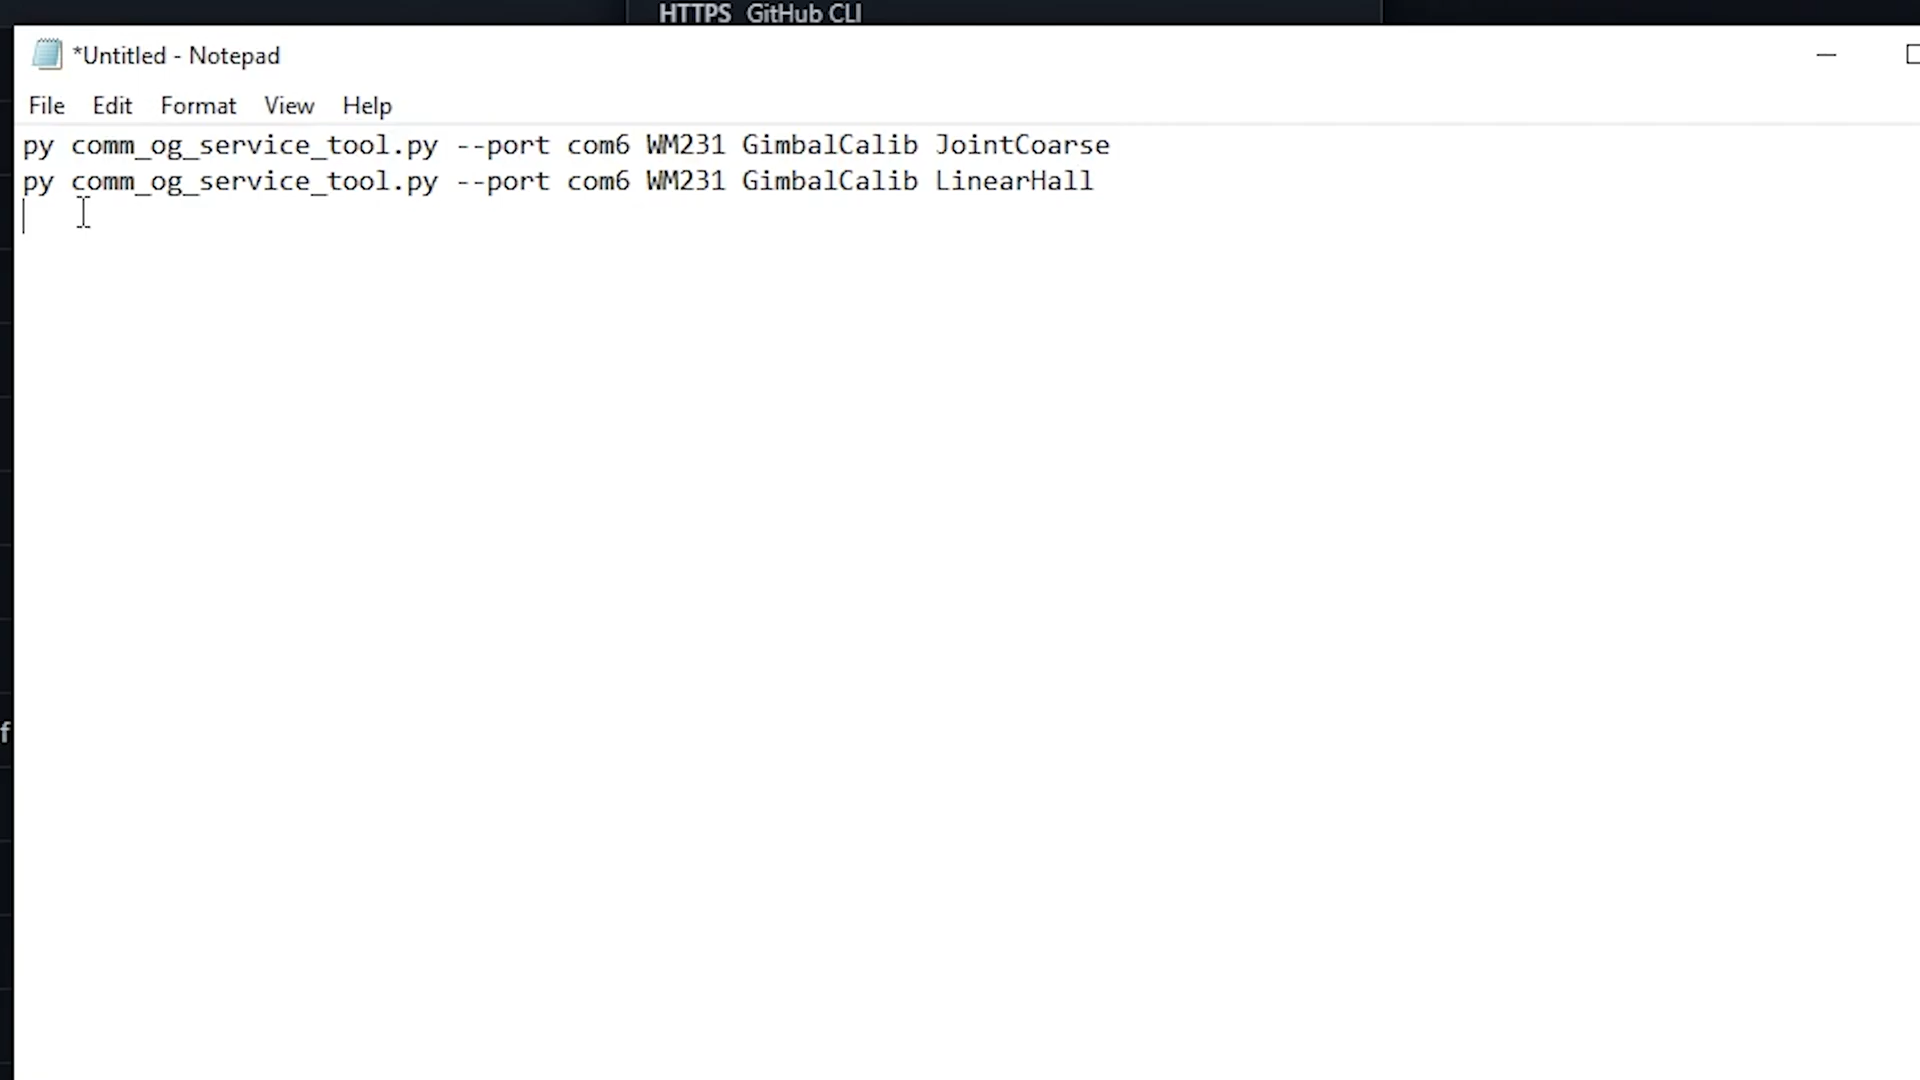 HTTPS GitHub CLI
*Untitled - Notepad
File Edit Format View Help
py comm_og_service_tool.py --port com6 WM231 GimbalCalib JointCoarse
py comm_og_service_tool.py --port com6 WM231 GimbalCalib LinearHall
f